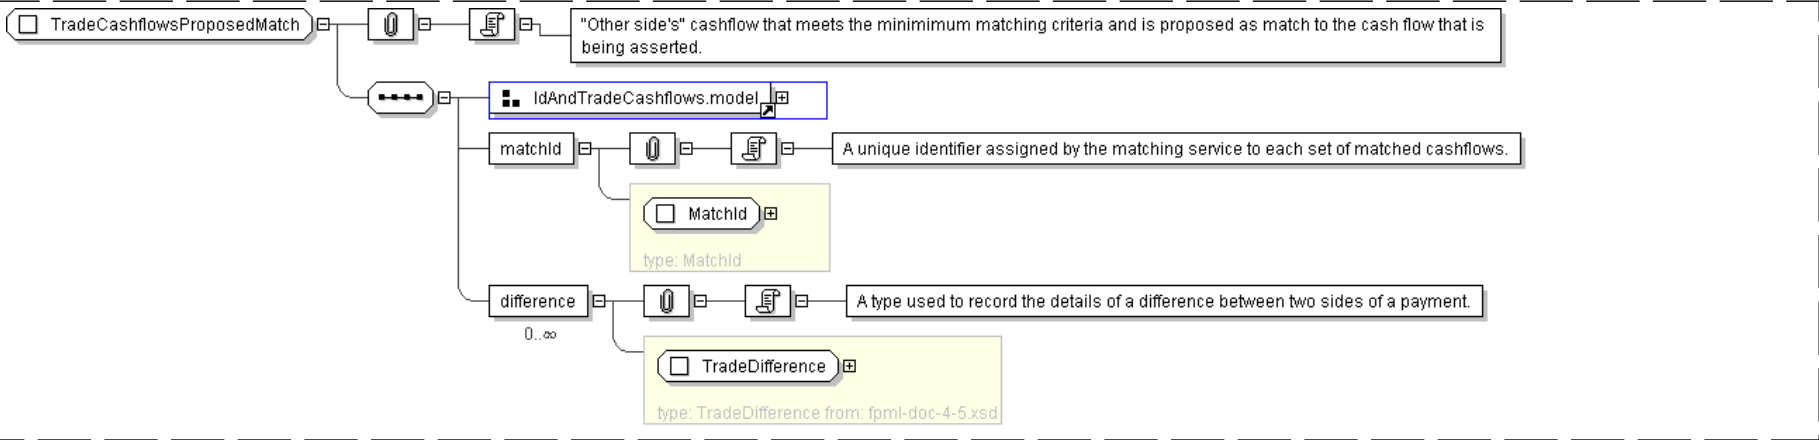 TradeCashflowsProposedMatch
"Other side's" cashflow that meets the minimimum matching criteria and is proposed as match to the cash flow that is
being asserted.
IdAndTradeCashflows.model
matchId
A unique identifier assigned by the matching service to each set of matched cashflows.
MatchId
type: MatchId
difference
A type used to record the details of a difference between two sides of a payment.
0..∞
TradeDifference
type: TradeDifference from: fpml-doc-4-5.xsd